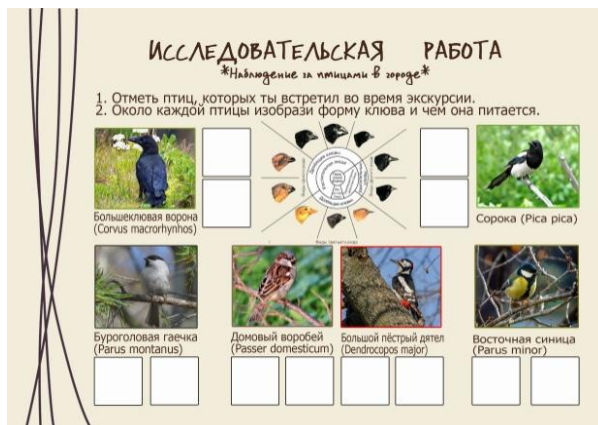 ИССЛЕДОВАТЕЛЬСКАЯ РАБОТА
*Наблюдение за птицами в городе*
1. Отметь птиц, которых ты встретил во время экскурсии.
2. Около каждой птицы изобрази форму клюва и чем она питается.
Большеклювая ворона
(Corvus macrorhynhos)
Сорока (Pica pica)
Буроголовая гаечка
(Parus montanus)
Домовый воробей
(Passer domesticum)
Большой пёстрый дятел
(Dendrocopos major)
Восточная синица
(Parus minor)